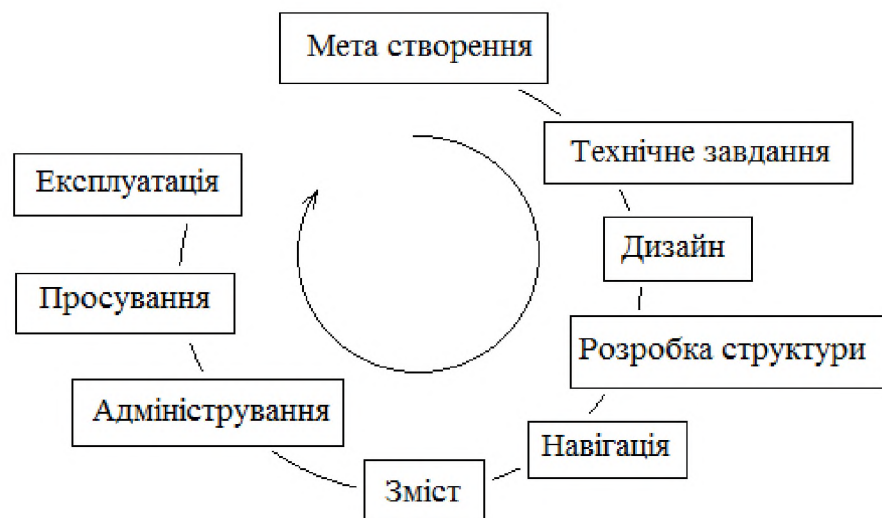 Мета створення
Технічне завдання
Дизайн
Розробка структури
Навігація
Зміст
Адміністрування
Просування
Експлуатація